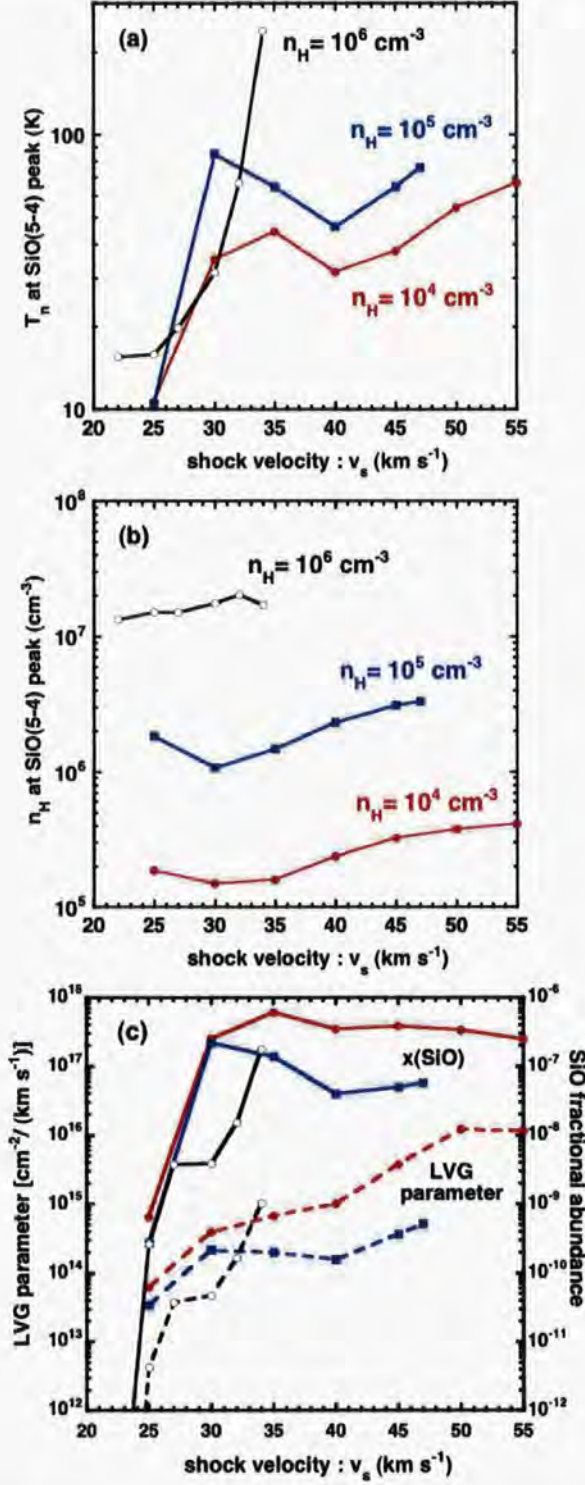 (a)
n_H = 10^6 cm^-3
n_H = 10^5 cm^-3
n_H = 10^4 cm^-3
T_n at SiO(5-4) peak (K)
100
10
20 25 30 35 40 45 50 55
shock velocity : v_s (km s^-1)
(b)
n_H = 10^6 cm^-3
n_H = 10^5 cm^-3
n_H = 10^4 cm^-3
n_H at SiO(5-4) peak (cm^-3)
10^8
10^7
10^6
10^5
20 25 30 35 40 45 50 55
shock velocity : v_s (km s^-1)
(c)
x(SiO)
LVG
parameter
LVG parameter [cm^-2/ (km s^-1)]
10^18
10^17
10^16
10^15
10^14
10^13
10^12
SiO fractional abundance
10^-6
10^-7
10^-8
10^-9
10^-10
10^-11
10^-12
20 25 30 35 40 45 50 55
shock velocity : v_s (km s^-1)